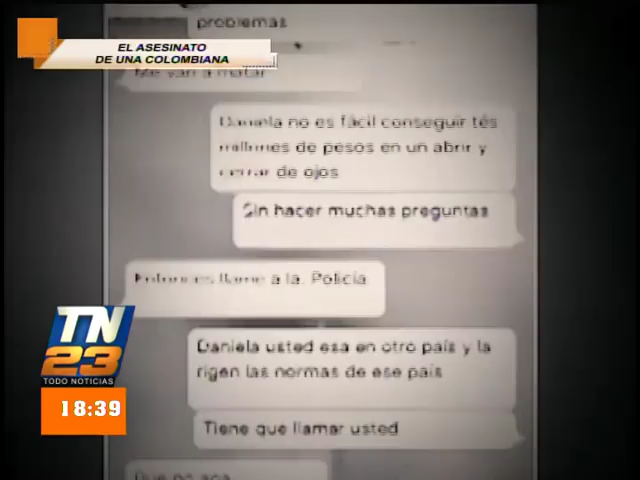 problemas
EL ASESINATO
DE UNA COLOMBIANA
Me van a matar
Daniela no es fácil conseguir tés
millones de pesos en un abrir y
cerrar de ojos
Sin hacer muchas preguntas
Entonces llame a la. Policía
Daniela usted esa en otro país y la
rigen las normas de ese país
Tiene que llamar usted
TN
23
TODO NOTICIAS
18:39